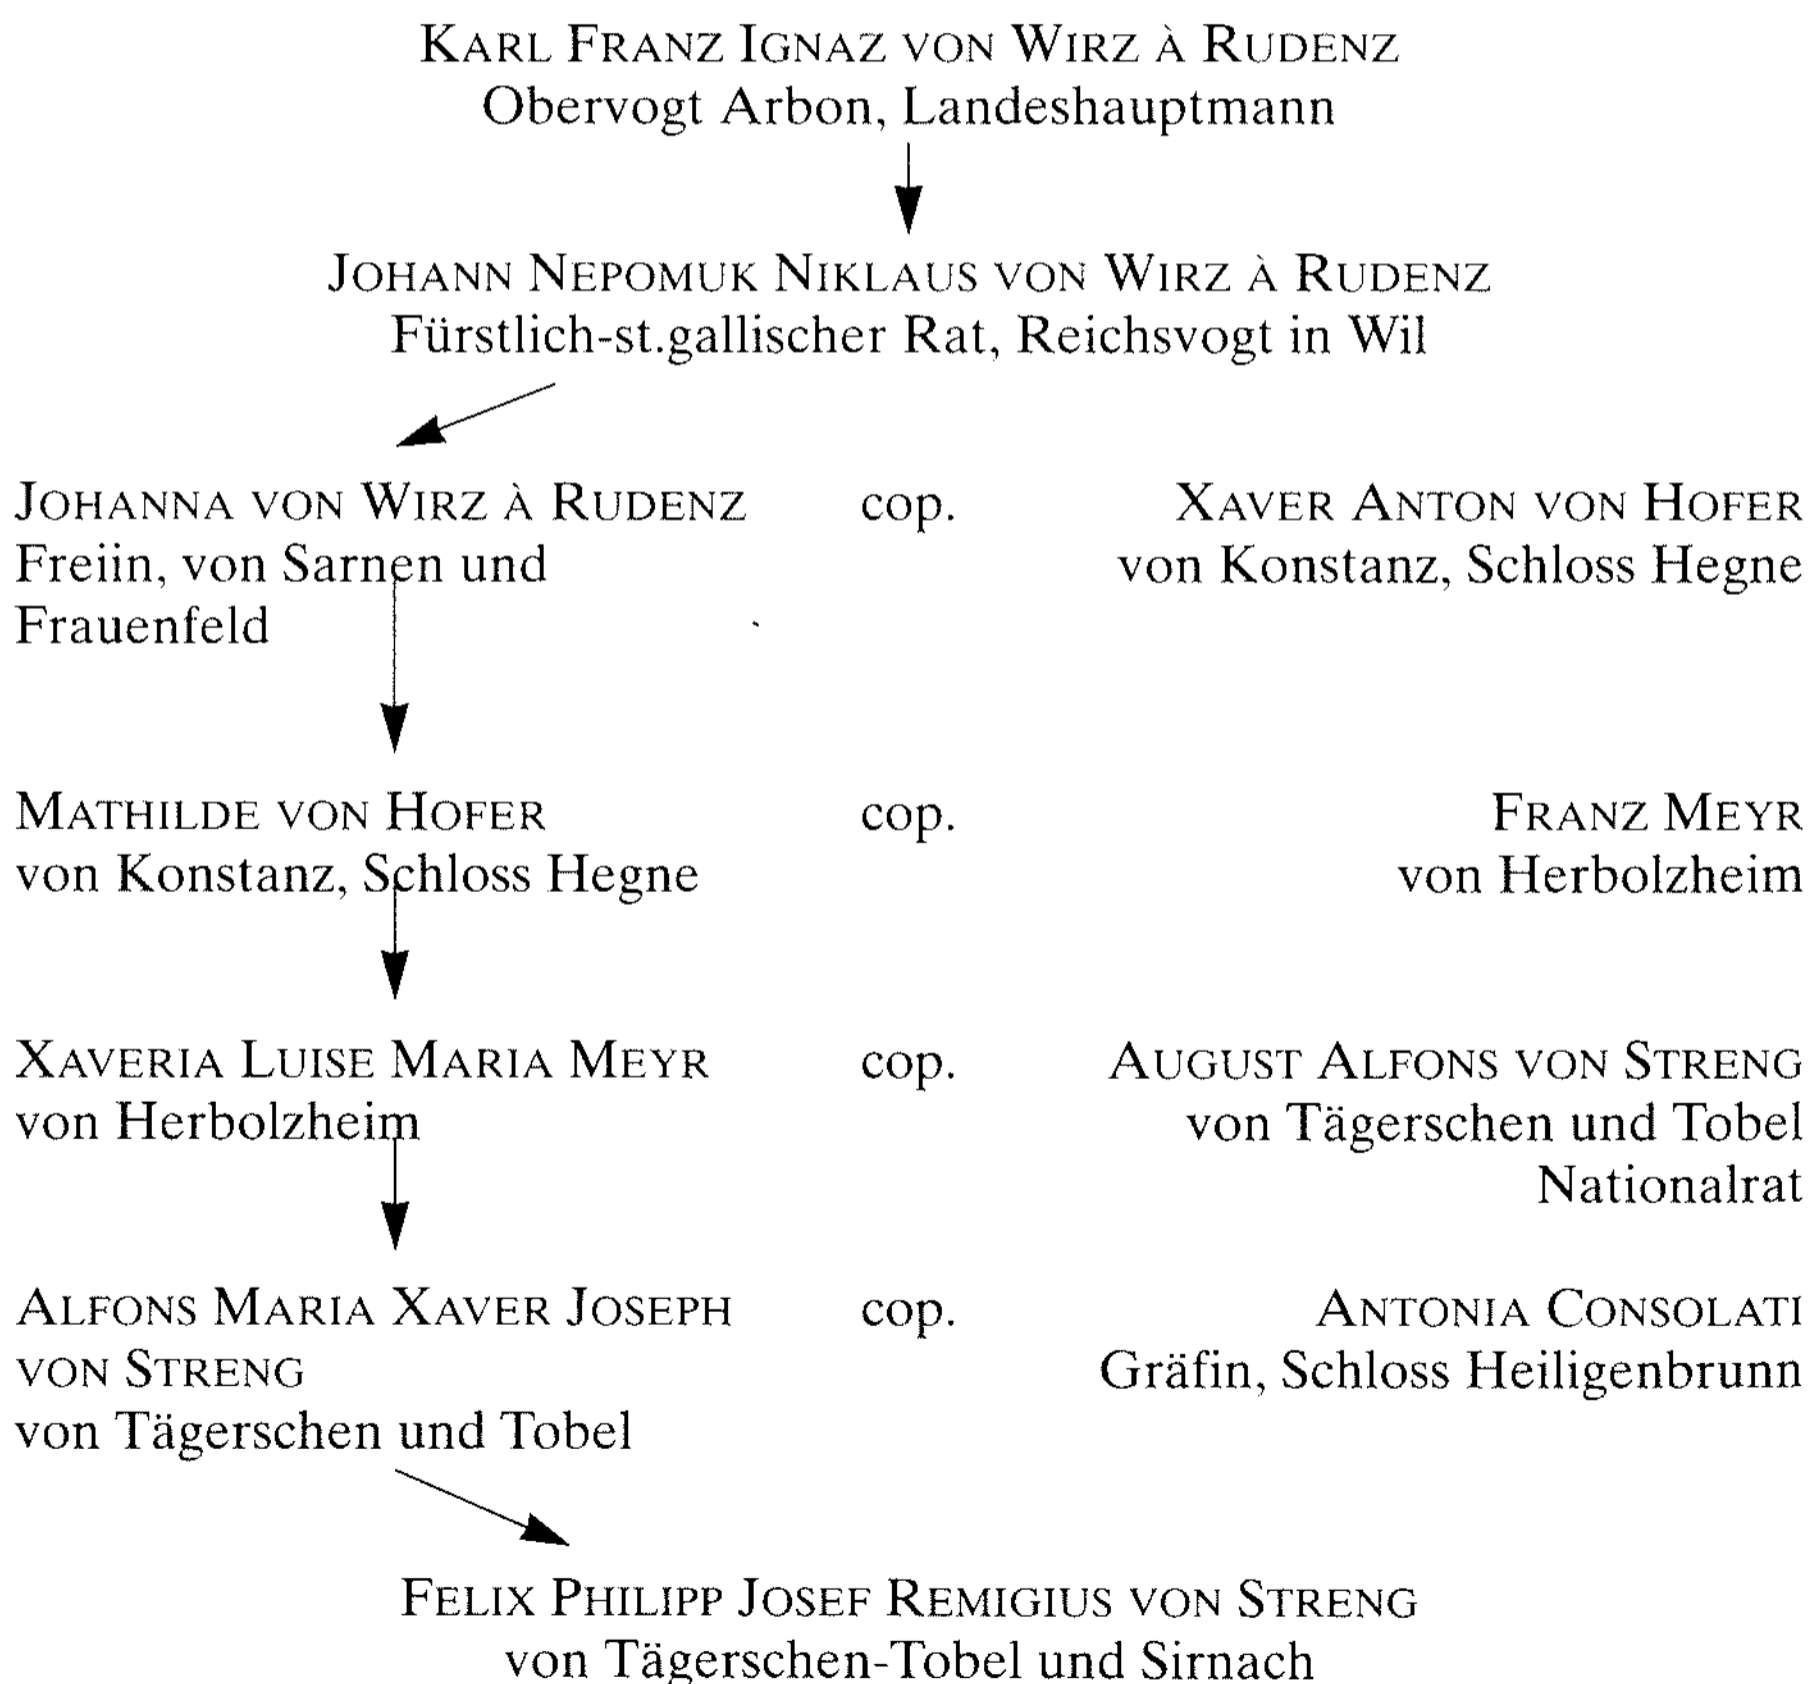 KARL FRANZ IGNAZ VON WIRZ À RUDENZ
Obervogt Arbon, Landeshauptmann
JOHANN NEPOMUK NIKLAUS VON WIRZ À RUDENZ
Fürstlich-st.gallischer Rat, Reichsvogt in Wil
JOHANNA VON WIRZ À RUDENZ cop. XAVER ANTON VON HOFER
Freiin, von Sarnen und von Konstanz, Schloss Hegne
Frauenfeld
MATHILDE VON HOFER cop. FRANZ MEYR
von Konstanz, Schloss Hegne von Herbolzheim
XAVERIA LUISE MARIA MEYR cop. AUGUST ALFONS VON STRENG
von Herbolzheim von Tägerschen und Tobel
Nationalrat
ALFONS MARIA XAVER JOSEPH cop. ANTONIA CONSOLATI
VON STRENG Gräfin, Schloss Heiligenbrunn
von Tägerschen und Tobel
FELIX PHILIPP JOSEF REMIGIUS VON STRENG
von Tägerschen-Tobel und Sirnach